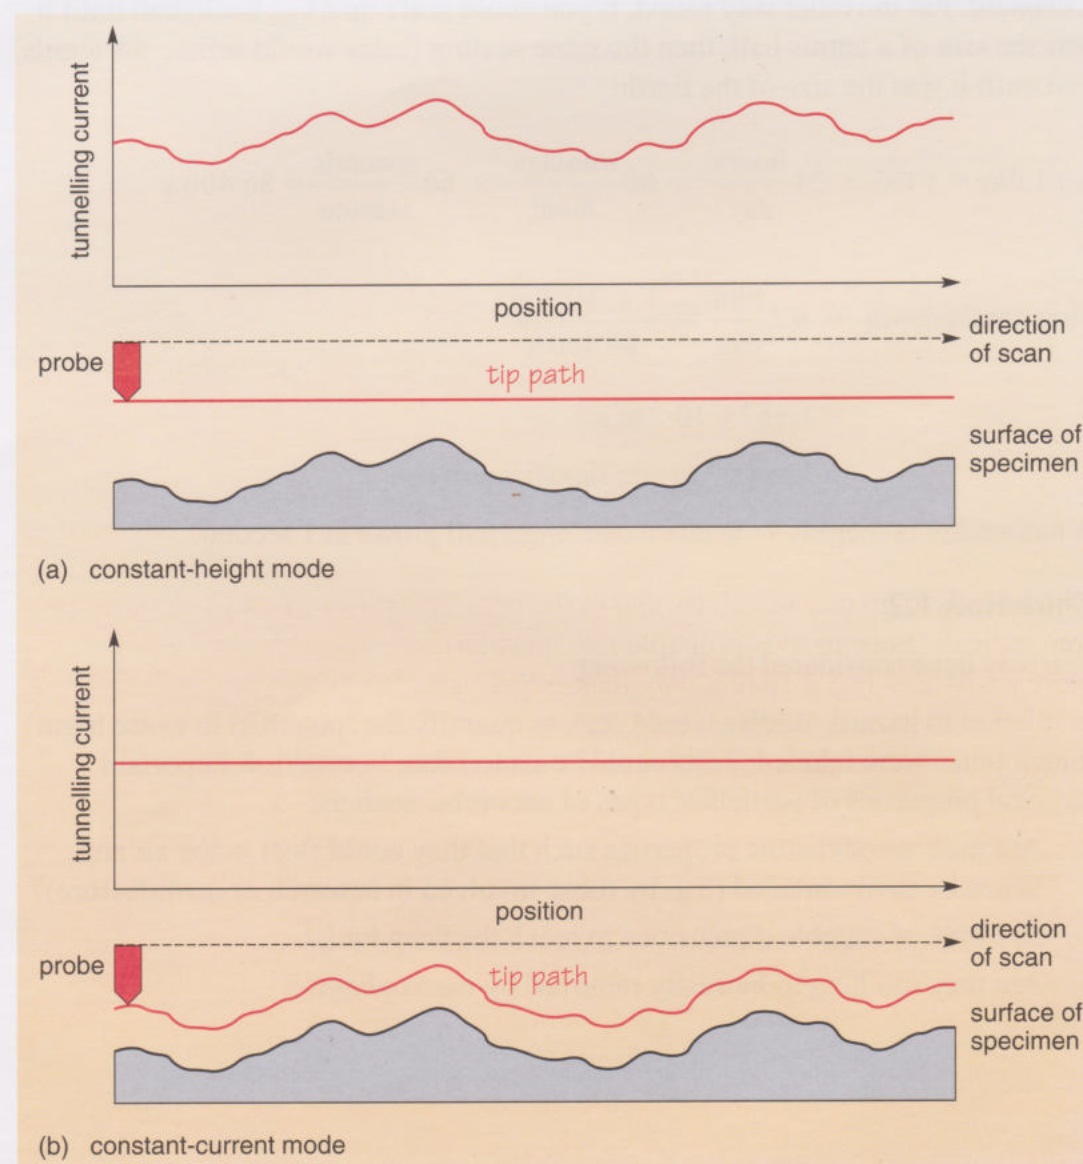 tunnelling current
position
probe
direction
of scan
tip path
surface of
specimen
(a) constant-height mode
tunnelling current
position
probe
direction
of scan
tip path
surface of
specimen
(b) constant-current mode